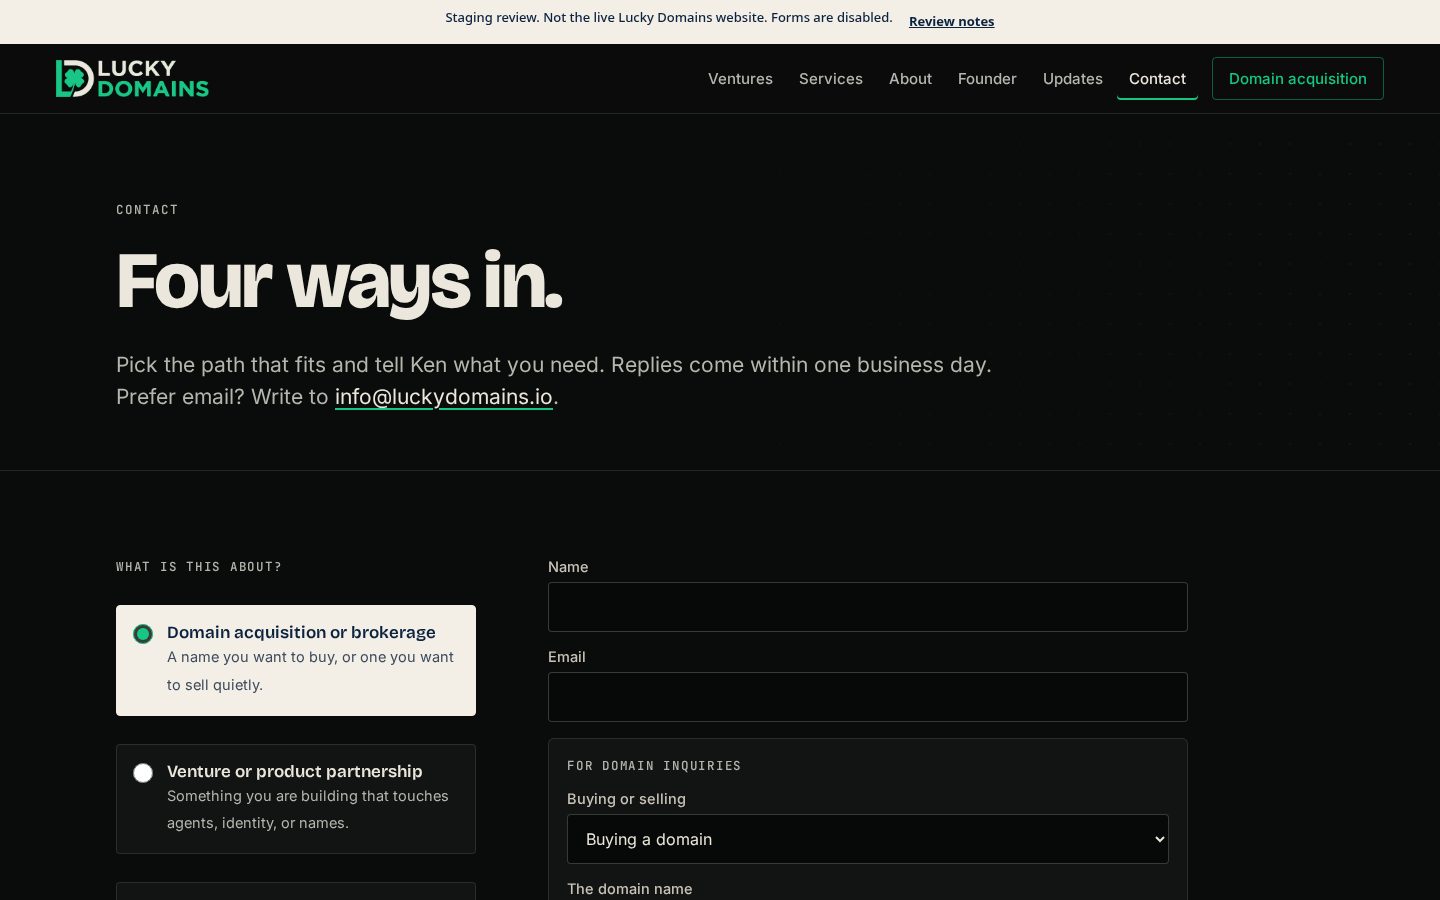 Staging review. Not the live Lucky Domains website. Forms are disabled. Review notes
LUCKY
DOMAINS
Ventures Services About Founder Updates Contact Domain acquisition
CONTACT
Four ways in.
Pick the path that fits and tell Ken what you need. Replies come within one business day.
Prefer email? Write to info@luckydomains.io.
WHAT IS THIS ABOUT?
Domain acquisition or brokerage
A name you want to buy, or one you want
to sell quietly.
Venture or product partnership
Something you are building that touches
agents, identity, or names.
Name
Email
FOR DOMAIN INQUIRIES
Buying or selling
Buying a domain
The domain name